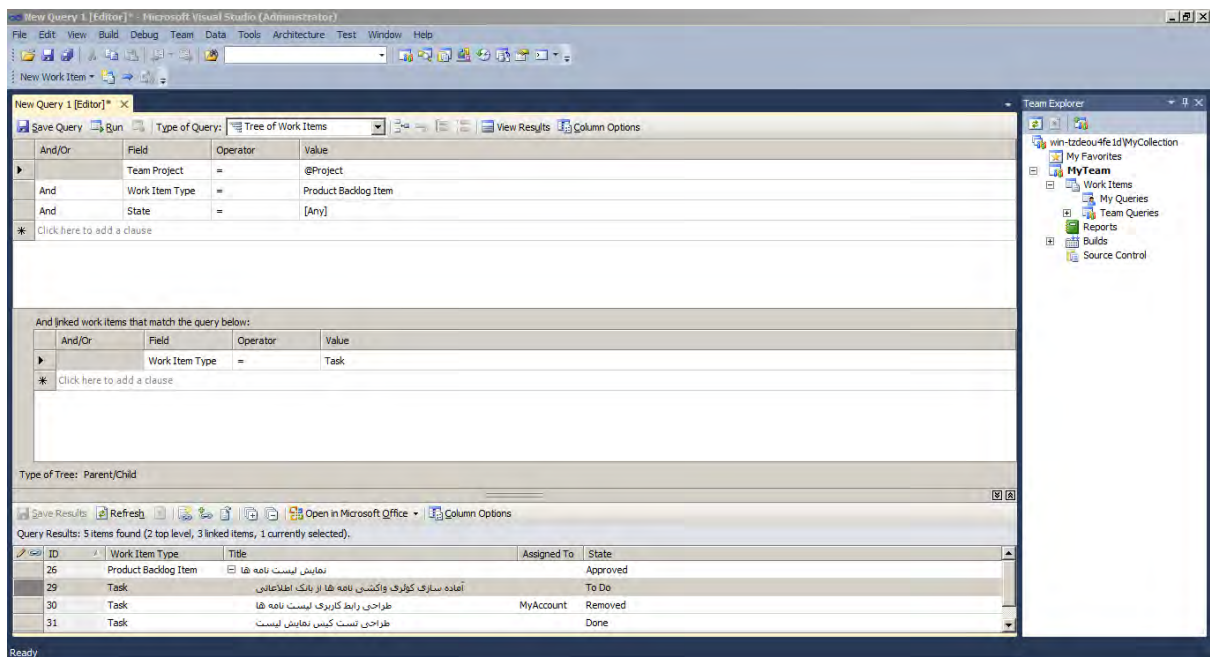 New Query 1 [Editor]* - Microsoft Visual Studio (Administrator)
File Edit View Build Debug Team Data Tools Architecture Test Window Help
New Work Item
New Query 1 [Editor]*
Save Query Run Type of Query: Tree of Work Items View Results Column Options
And/Or Field Operator Value
Team Project = @Project
And Work Item Type = Product Backlog Item
And State = [Any]
Click here to add a clause
And linked work items that match the query below:
And/Or Field Operator Value
Work Item Type = Task
Click here to add a clause
Type of Tree: Parent/Child
Save Results Refresh Open in Microsoft Office Column Options
Query Results: 5 items found (2 top level, 3 linked items, 1 currently selected).
ID Work Item Type Title Assigned To State
26 Product Backlog Item نمایش لیست نامه ها Approved
29 Task آماده سازی کوئری واکشی نامه ها از بانک اطلاعاتی To Do
30 Task طراحی رابط کاربری لیست نامه ها MyAccount Removed
31 Task طراحی تست کیس نمایش لیست Done
Ready
Team Explorer
win-tzdeou4fe1d\MyCollection
My Favorites
MyTeam
Work Items
My Queries
Team Queries
Reports
Builds
Source Control